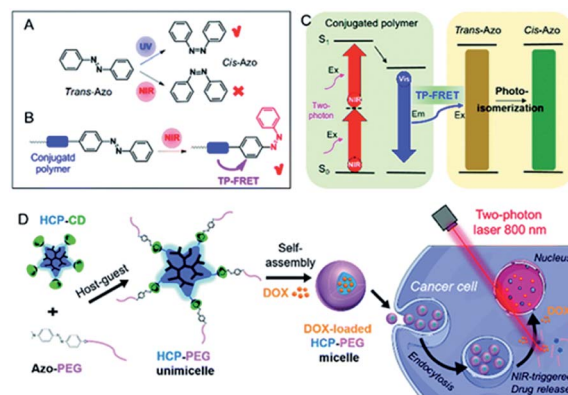 A
UV
NIR
Trans-Azo
Cis-Azo
B
NIR
Conjugatd
polymer
TP-FRET
C
Conjugated polymer
S1
Two-
photon
Ex
NIR
Ex
NIR
S0
Vis
TP-FRET
Em
Ex
Trans-Azo
Cis-Azo
Photo-
isomerization
D
HCP-CD
+
Azo-PEG
Host-guest
HCP-PEG
unimicelle
Self-
assembly
DOX
DOX-loaded
HCP-PEG
micelle
Cancer cell
Endocytosis
Two-photon
laser 800 nm
Nucleus
DOX
NIR-triggered
Drug release